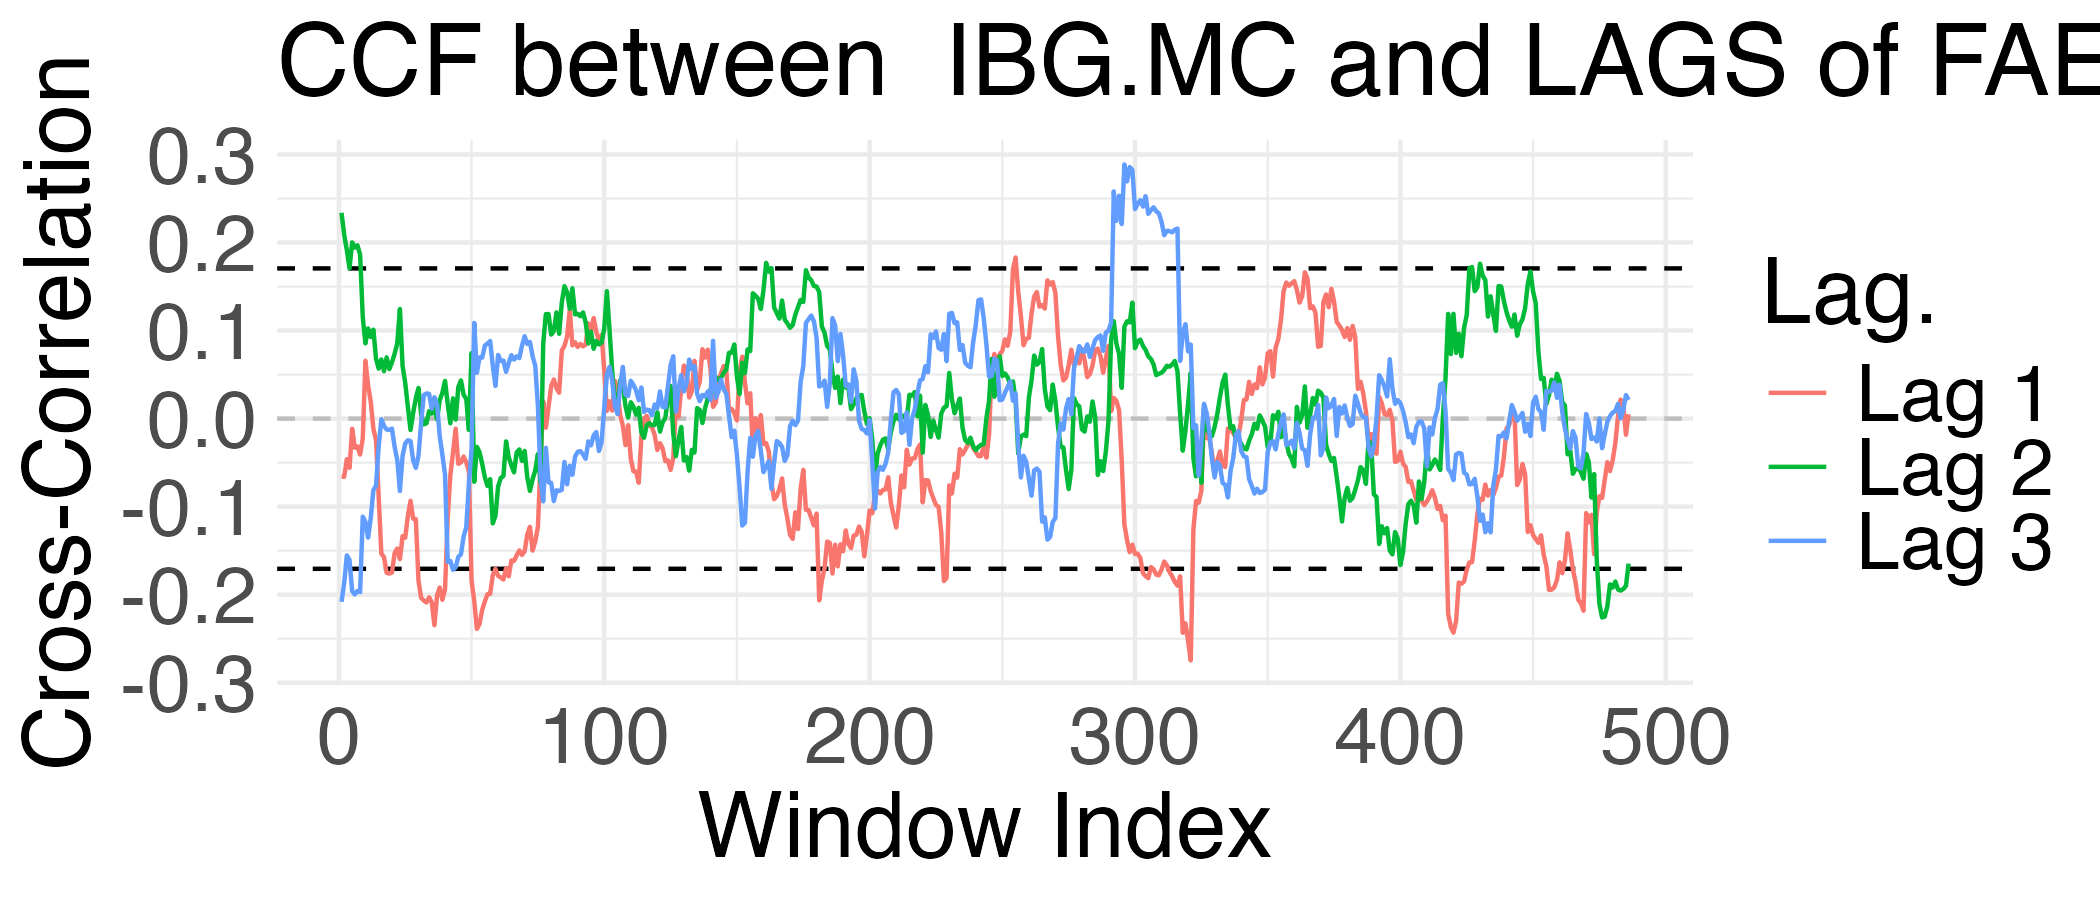 CCF between  IBG.MC and LAGS of FAE
Cross-Correlation
0.3
0.2
0.1
0.0
-0.1
-0.2
-0.3
0 100 200 300 400 500
Window Index
Lag.
Lag 1
Lag 2
Lag 3